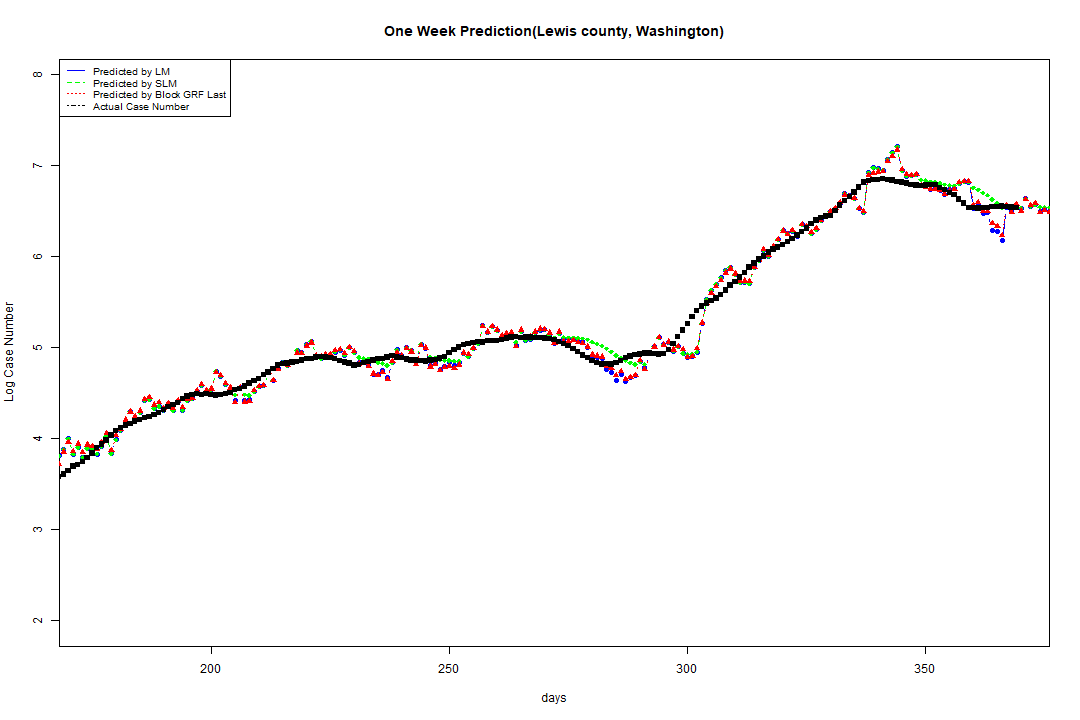 One Week Prediction(Lewis county, Washington)
Predicted by LM
Predicted by SLM
Predicted by Block GRF Last
Actual Case Number
8
7
6
5
4
3
2
Log Case Number
200 250 300 350
days